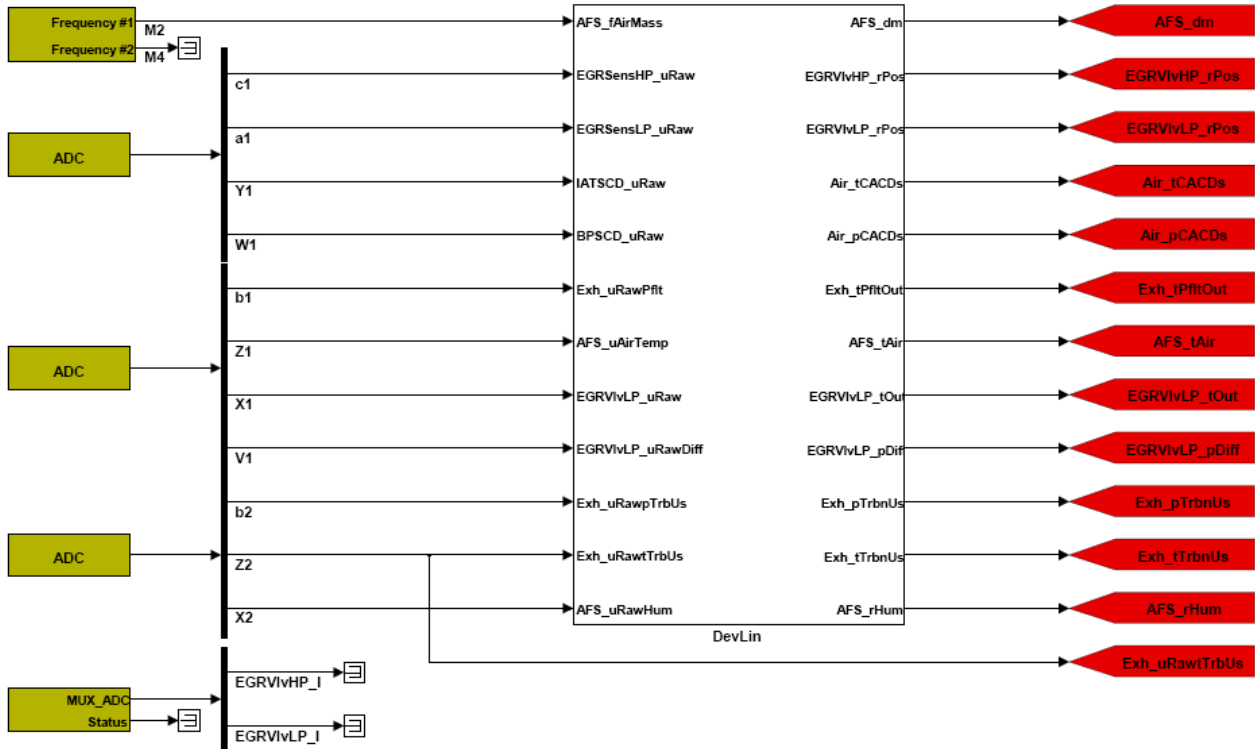 Frequency #1
M2
AFS_fAirMass
AFS_dm
AFS_dm
Frequency #2
M4
c1
EGRSensHP_uRaw
EGRVlvHP_rPos
EGRVlvHP_rPos
a1
EGRSensLP_uRaw
EGRVlvLP_rPos
EGRVlvLP_rPos
ADC
Y1
IATSCD_uRaw
Air_tCACDs
Air_tCACDs
W1
BPSCD_uRaw
Air_pCACDs
Air_pCACDs
b1
Exh_uRawPflt
Exh_tPfltOut
Exh_tPfltOut
Z1
AFS_uAirTemp
AFS_tAir
AFS_tAir
ADC
X1
EGRVlvLP_uRaw
EGRVlvLP_tOut
EGRVlvLP_tOut
V1
EGRVlvLP_uRawDiff
EGRVlvLP_pDiff
EGRVlvLP_pDiff
b2
Exh_uRawpTrbUs
Exh_pTrbnUs
Exh_pTrbnUs
ADC
Z2
Exh_uRawtTrbUs
Exh_tTrbnUs
Exh_tTrbnUs
X2
AFS_uRawHum
AFS_rHum
AFS_rHum
DevLin
Exh_uRawtTrbUs
EGRVlvHP_I
MUX_ADC
Status
EGRVlvLP_I